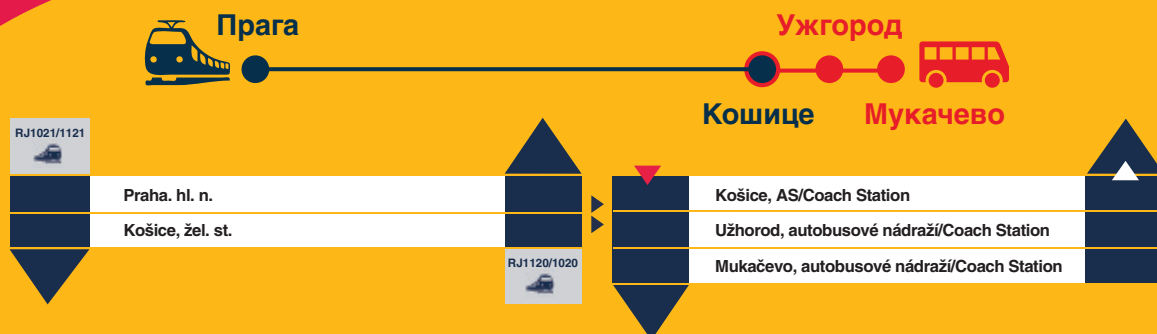 Прага
Ужгород
Кошице
Мукачево
RJ1021/1121
Praha. hl. n.
Košice, žel. st.
RJ1120/1020
Košice, AS/Coach Station
Užhorod, autobusové nádraží/Coach Station
Mukačevo, autobusové nádraží/Coach Station